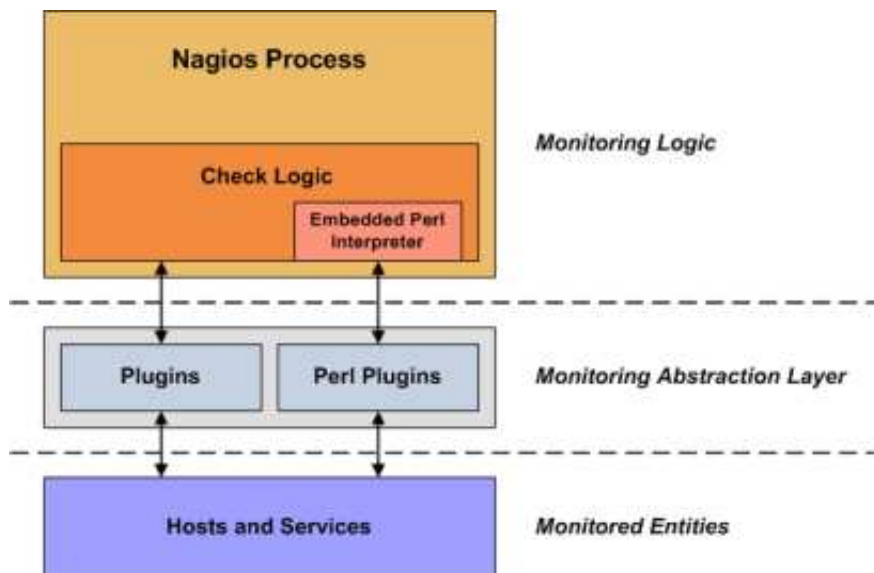 Nagios Process
Monitoring Logic
Check Logic
Embedded Perl
Interpreter
Plugins
Perl Plugins
Monitoring Abstraction Layer
Hosts and Services
Monitored Entities